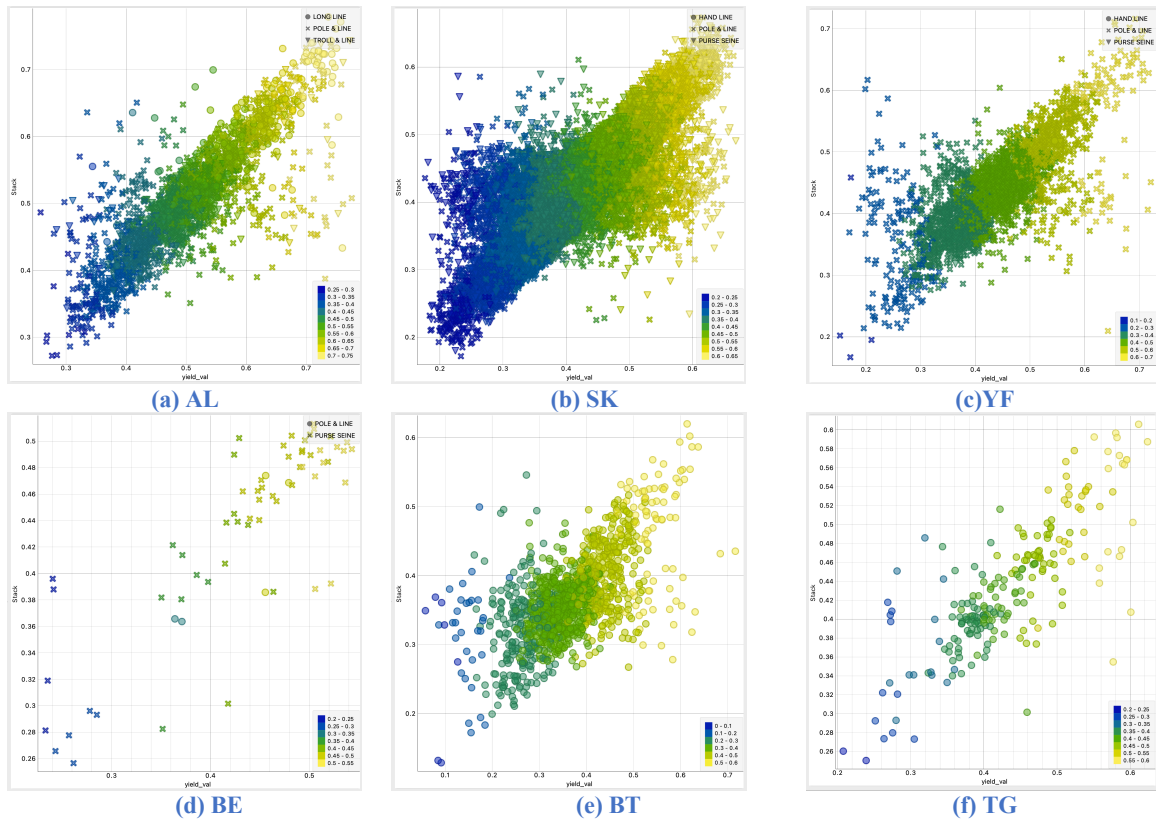 LONG LINE
POLE & LINE
TROLL & LINE
0.7
0.6
0.5
0.4
0.3
Stack
0.25 - 0.3
0.3 - 0.35
0.35 - 0.4
0.4 - 0.45
0.45 - 0.5
0.5 - 0.55
0.55 - 0.6
0.6 - 0.65
0.65 - 0.7
0.7 - 0.75
0.3 0.4 0.5 0.6 0.7
yield_val
(a) AL
HAND LINE
POLE & LINE
PURSE SEINE
0.6
0.5
0.4
0.3
0.2
Stack
0.2 - 0.25
0.25 - 0.3
0.3 - 0.35
0.35 - 0.4
0.4 - 0.45
0.45 - 0.5
0.5 - 0.55
0.55 - 0.6
0.6 - 0.65
0.2 0.3 0.4 0.5 0.6
yield_val
(b) SK
HAND LINE
POLE & LINE
PURSE SEINE
0.7
0.6
0.5
0.4
0.3
0.2
Stack
0.1 - 0.2
0.2 - 0.3
0.3 - 0.4
0.4 - 0.5
0.5 - 0.6
0.6 - 0.7
0.2 0.3 0.4 0.5 0.6 0.7
yield_val
(c)YF
POLE & LINE
PURSE SEINE
0.5
0.48
0.46
0.44
0.42
0.4
0.38
0.36
0.34
0.32
0.3
0.28
0.26
Stack
0.2 - 0.25
0.25 - 0.3
0.3 - 0.35
0.35 - 0.4
0.4 - 0.45
0.45 - 0.5
0.5 - 0.55
0.3 0.4 0.5
yield_val
(d) BE
0.6
0.5
0.4
0.3
0.2
Stack
0 - 0.1
0.1 - 0.2
0.2 - 0.3
0.3 - 0.4
0.4 - 0.5
0.5 - 0.6
0.1 0.2 0.3 0.4 0.5 0.6 0.7
yield_val
(e) BT
0.6
0.58
0.56
0.54
0.52
0.5
0.48
0.46
0.44
0.42
0.4
0.38
0.36
0.34
0.32
0.3
0.28
0.26
Stack
0.2 - 0.25
0.25 - 0.3
0.3 - 0.35
0.35 - 0.4
0.4 - 0.45
0.45 - 0.5
0.5 - 0.55
0.55 - 0.6
0.2 0.3 0.4 0.5 0.6
yield_val
(f) TG